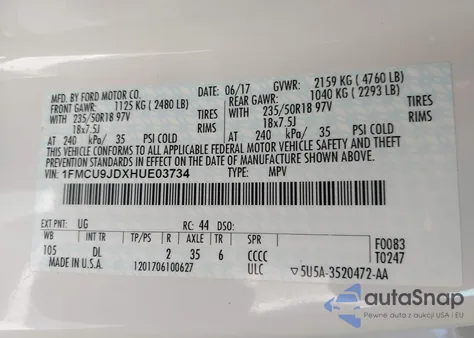 MFD. BY FORD MOTOR CO.
DATE: 06/17 GVWR: 2159 KG ( 4760 LB)
FRONT GAWR: 1125 KG ( 2480 LB) REAR GAWR: 1040 KG ( 2293 LB)
WITH 235/50R18 97V TIRES WITH 235/50R18 97V TIRES
18x7.5J RIMS 18x7.5J RIMS
AT 240 kPa/ 35 PSI COLD AT 240 kPa/ 35 PSI COLD
THIS VEHICLE CONFORMS TO ALL APPLICABLE FEDERAL MOTOR VEHICLE SAFETY AND THEFT
PREVENTION STANDARDS IN EFFECT ON THE DATE OF MANUFACTURE SHOWN ABOVE.
VIN: 1FMCU9JDXHUE03734 TYPE: MPV
EXT PNT: UG RC: 44 DSO:
WB INT TR TP/PS R AXLE TR SPR F0083
105 DL 2 35 6 CCCC T0247
MADE IN U.S.A. 1201706100627 ULC 5U5A-3520472-AA
autoSnap
Pewne auta z USA i EU